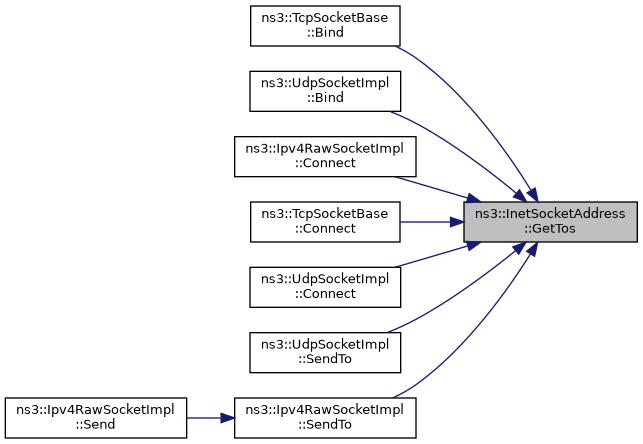 ns3::TcpSocketBase
::Bind
ns3::UdpSocketImpl
::Bind
ns3::Ipv4RawSocketImpl
::Connect
ns3::InetSocketAddress
::GetTos
ns3::TcpSocketBase
::Connect
ns3::UdpSocketImpl
::Connect
ns3::UdpSocketImpl
::SendTo
ns3::Ipv4RawSocketImpl
::Send
ns3::Ipv4RawSocketImpl
::SendTo